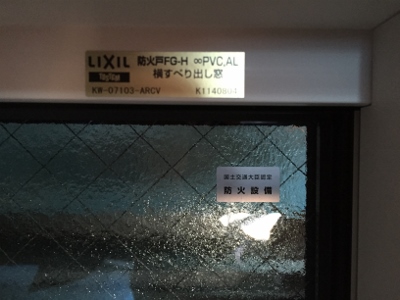 LIXIL 防火戸FG-H ∞PVC,AL
TOSTEM 横すべり出し窓
KW-07103-ARCV K1140904
国土交通大臣認定
防火設備